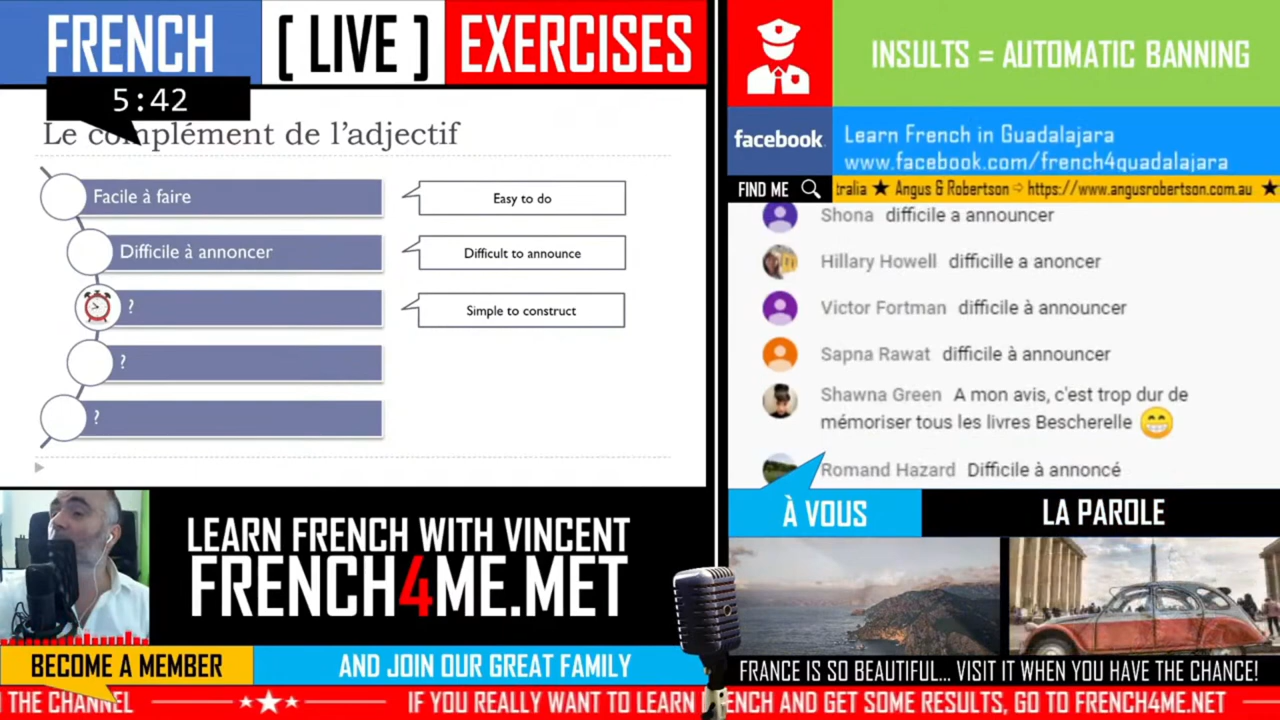 FRENCH [ LIVE ] EXERCISES
5:42
Le complément de l'adjectif
Facile à faire
Easy to do
Difficile à annoncer
Difficult to announce
?
Simple to construct
?
?
LEARN FRENCH WITH VINCENT
FRENCH4ME.MET
BECOME A MEMBER
AND JOIN OUR GREAT FAMILY
INSULTS = AUTOMATIC BANNING
facebook.
Learn French in Guadalajara
www.facebook.com/french4guadalajara
FIND ME
tralia ★ Angus & Robertson ➩ https://www.angusrobertson.com.au ★
Shona difficile a announcer
Hillary Howell difficille a anoncer
Victor Fortman difficile à announcer
Sapna Rawat difficile à announcer
Shawna Green A mon avis, c'est trop dur de
mémoriser tous les livres Bescherelle 😁
Romand Hazard Difficile à annoncé
À VOUS
LA PAROLE
FRANCE IS SO BEAUTIFUL... VISIT IT WHEN YOU HAVE THE CHANCE!
THE CHANNEL ★ IF YOU REALLY WANT TO LEARN FRENCH AND GET SOME RESULTS, GO TO FRENCH4ME.NET